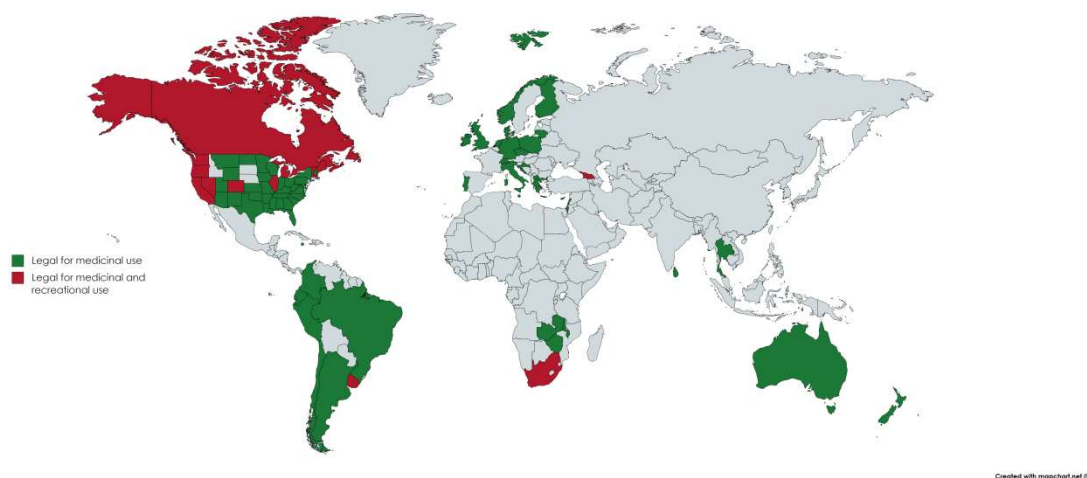 Legal for medicinal use
Legal for medicinal and
recreational use
Created with mapchart.net ©